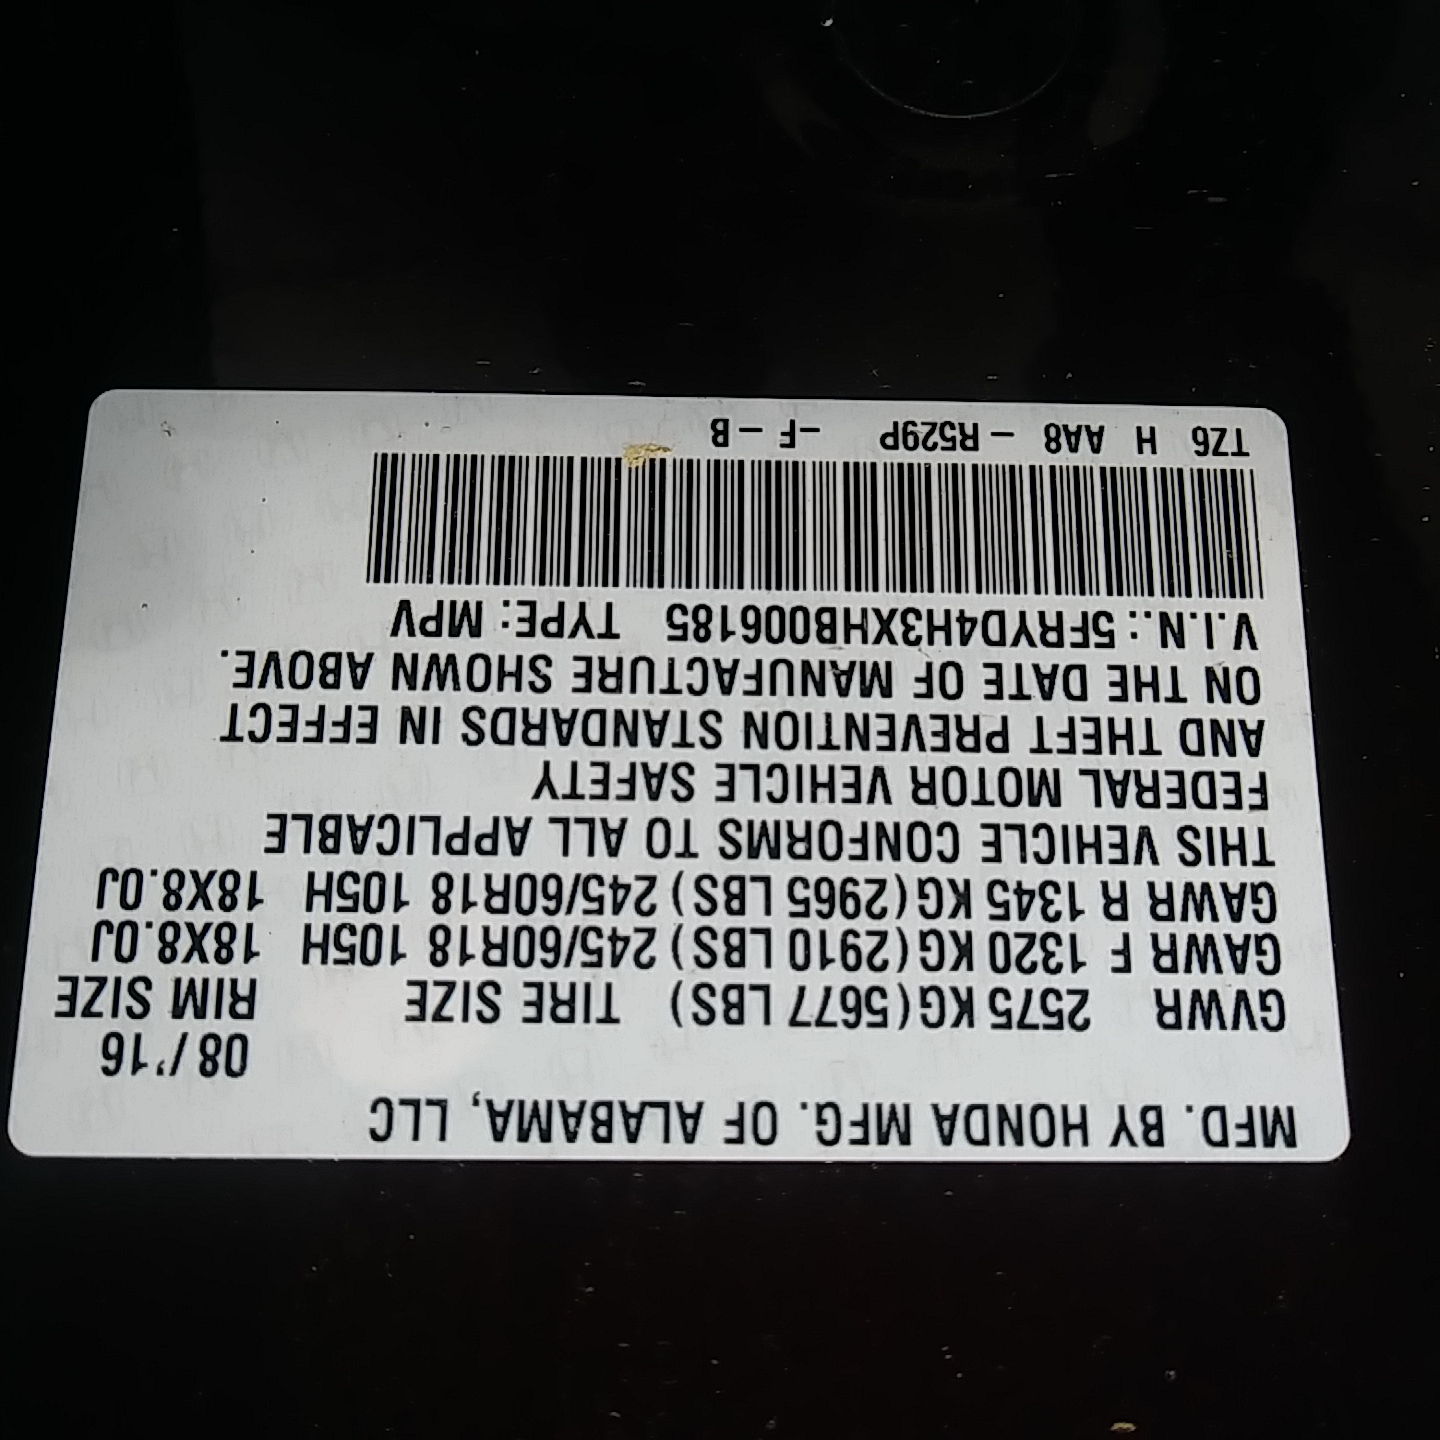 MFD. BY HONDA MFG. OF ALABAMA, LLC
08/'16
GVWR 2575 KG(5677 LBS) TIRE SIZE RIM SIZE
GAWR F 1320 KG(2910 LBS) 245/60R18 105H 18X8.0J
GAWR R 1345 KG(2965 LBS) 245/60R18 105H 18X8.0J
THIS VEHICLE CONFORMS TO ALL APPLICABLE
FEDERAL MOTOR VEHICLE SAFETY
AND THEFT PREVENTION STANDARDS IN EFFECT
ON THE DATE OF MANUFACTURE SHOWN ABOVE.
V.I.N.: 5FRYD4H3XHB006185 TYPE: MPV
TZ6 H AA8 – R529P –F – B